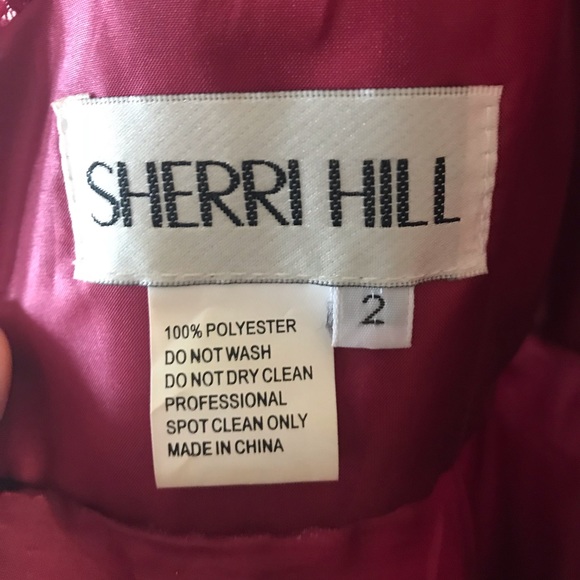 SHERRI HILL
2
100% POLYESTER
DO NOT WASH
DO NOT DRY CLEAN
PROFESSIONAL
SPOT CLEAN ONLY
MADE IN CHINA